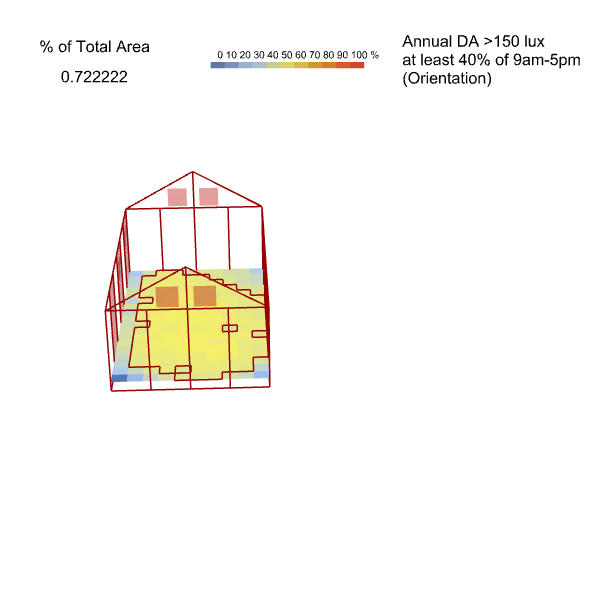 % of Total Area
0.722222
0 10 20 30 40 50 60 70 80 90 100 %
Annual DA >150 lux
at least 40% of 9am-5pm
(Orientation)